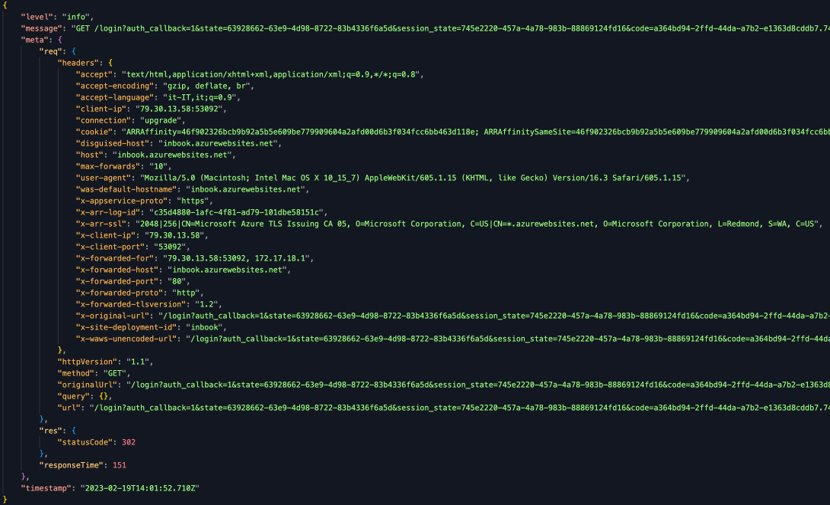 {
"level": "info",
"message": "GET /login?auth_callback=1&state=63928662-63e9-4d98-8722-83b4336f6a5d&session_state=745e2220-457a-4a78-983b-88869124fd16&code=a364bd94-2ffd-44da-a7b2-e1363d8cddb7.74
"meta": {
"req": {
"headers": {
"accept": "text/html,application/xhtml+xml,application/xml;q=0.9,*/*;q=0.8",
"accept-encoding": "gzip, deflate, br",
"accept-language": "it-IT,it;q=0.9",
"client-ip": "79.30.13.58:53092",
"connection": "upgrade",
"cookie": "ARRAffinity=46f902326bcb9b92a5b5e609be779909604a2afd00d6b3f034fcc6bb463d118e; ARRAffinitySameSite=46f902326bcb9b92a5b5e609be779909604a2afd00d6b3f034fcc6bb
"disguised-host": "inbook.azurewebsites.net",
"host": "inbook.azurewebsites.net",
"max-forwards": "10",
"user-agent": "Mozilla/5.0 (Macintosh; Intel Mac OS X 10_15_7) AppleWebKit/605.1.15 (KHTML, like Gecko) Version/16.3 Safari/605.1.15",
"was-default-hostname": "inbook.azurewebsites.net",
"x-appservice-proto": "https",
"x-arr-log-id": "c35d4880-1afc-4f81-ad79-101dbe58151c",
"x-arr-ssl": "2048|256|CN=Microsoft Azure TLS Issuing CA 05, O=Microsoft Corporation, C=US|CN=*.azurewebsites.net, O=Microsoft Corporation, L=Redmond, S=WA, C=US",
"x-client-ip": "79.30.13.58",
"x-client-port": "53092",
"x-forwarded-for": "79.30.13.58:53092, 172.17.18.1",
"x-forwarded-host": "inbook.azurewebsites.net",
"x-forwarded-port": "80",
"x-forwarded-proto": "http",
"x-forwarded-tlsversion": "1.2",
"x-original-url": "/login?auth_callback=1&state=63928662-63e9-4d98-8722-83b4336f6a5d&session_state=745e2220-457a-4a78-983b-88869124fd16&code=a364bd94-2ffd-44da-a7b2
"x-site-deployment-id": "inbook",
"x-waws-unencoded-url": "/login?auth_callback=1&state=63928662-63e9-4d98-8722-83b4336f6a5d&session_state=745e2220-457a-4a78-983b-88869124fd16&code=a364bd94-2ffd-44da
},
"httpVersion": "1.1",
"method": "GET",
"originalUrl": "/login?auth_callback=1&state=63928662-63e9-4d98-8722-83b4336f6a5d&session_state=745e2220-457a-4a78-983b-88869124fd16&code=a364bd94-2ffd-44da-a7b2-e1363d8
"query": {},
"url": "/login?auth_callback=1&state=63928662-63e9-4d98-8722-83b4336f6a5d&session_state=745e2220-457a-4a78-983b-88869124fd16&code=a364bd94-2ffd-44da-a7b2-e1363d8cddb7.74
},
"res": {
"statusCode": 302
},
"responseTime": 151
},
"timestamp": "2023-02-19T14:01:52.710Z"
}